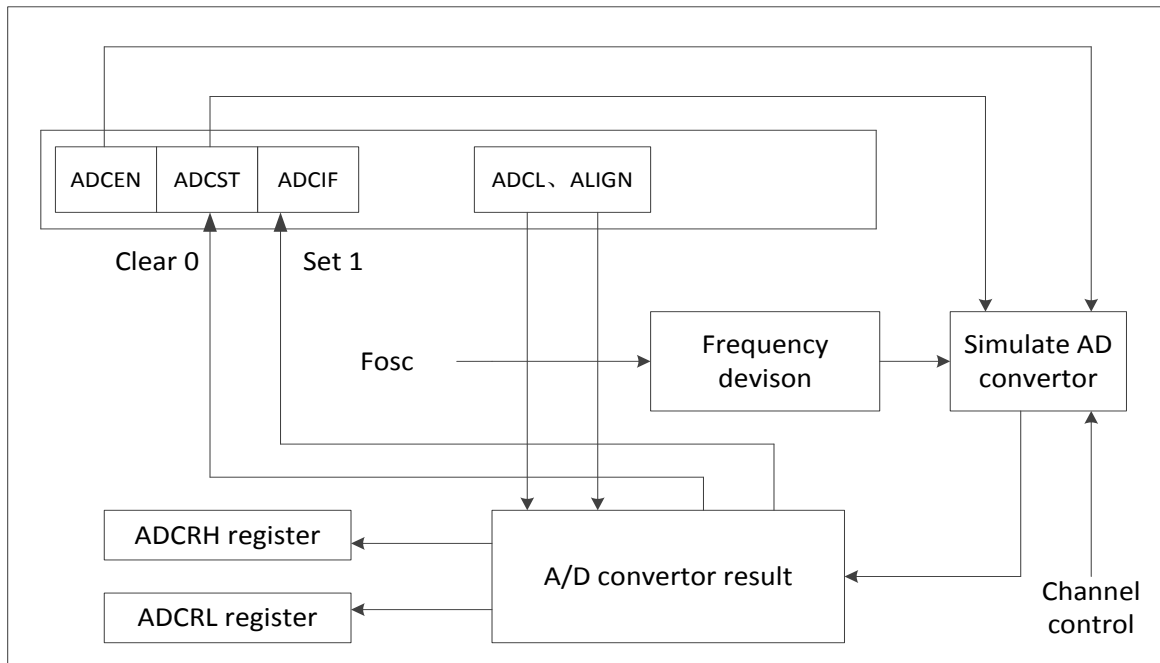 ADCEN ADCST ADCIF ADCL、ALIGN
Clear 0 Set 1
Fosc
Frequency
devison
Simulate AD
convertor
ADCRH register
A/D convertor result
ADCRL register
Channel
control